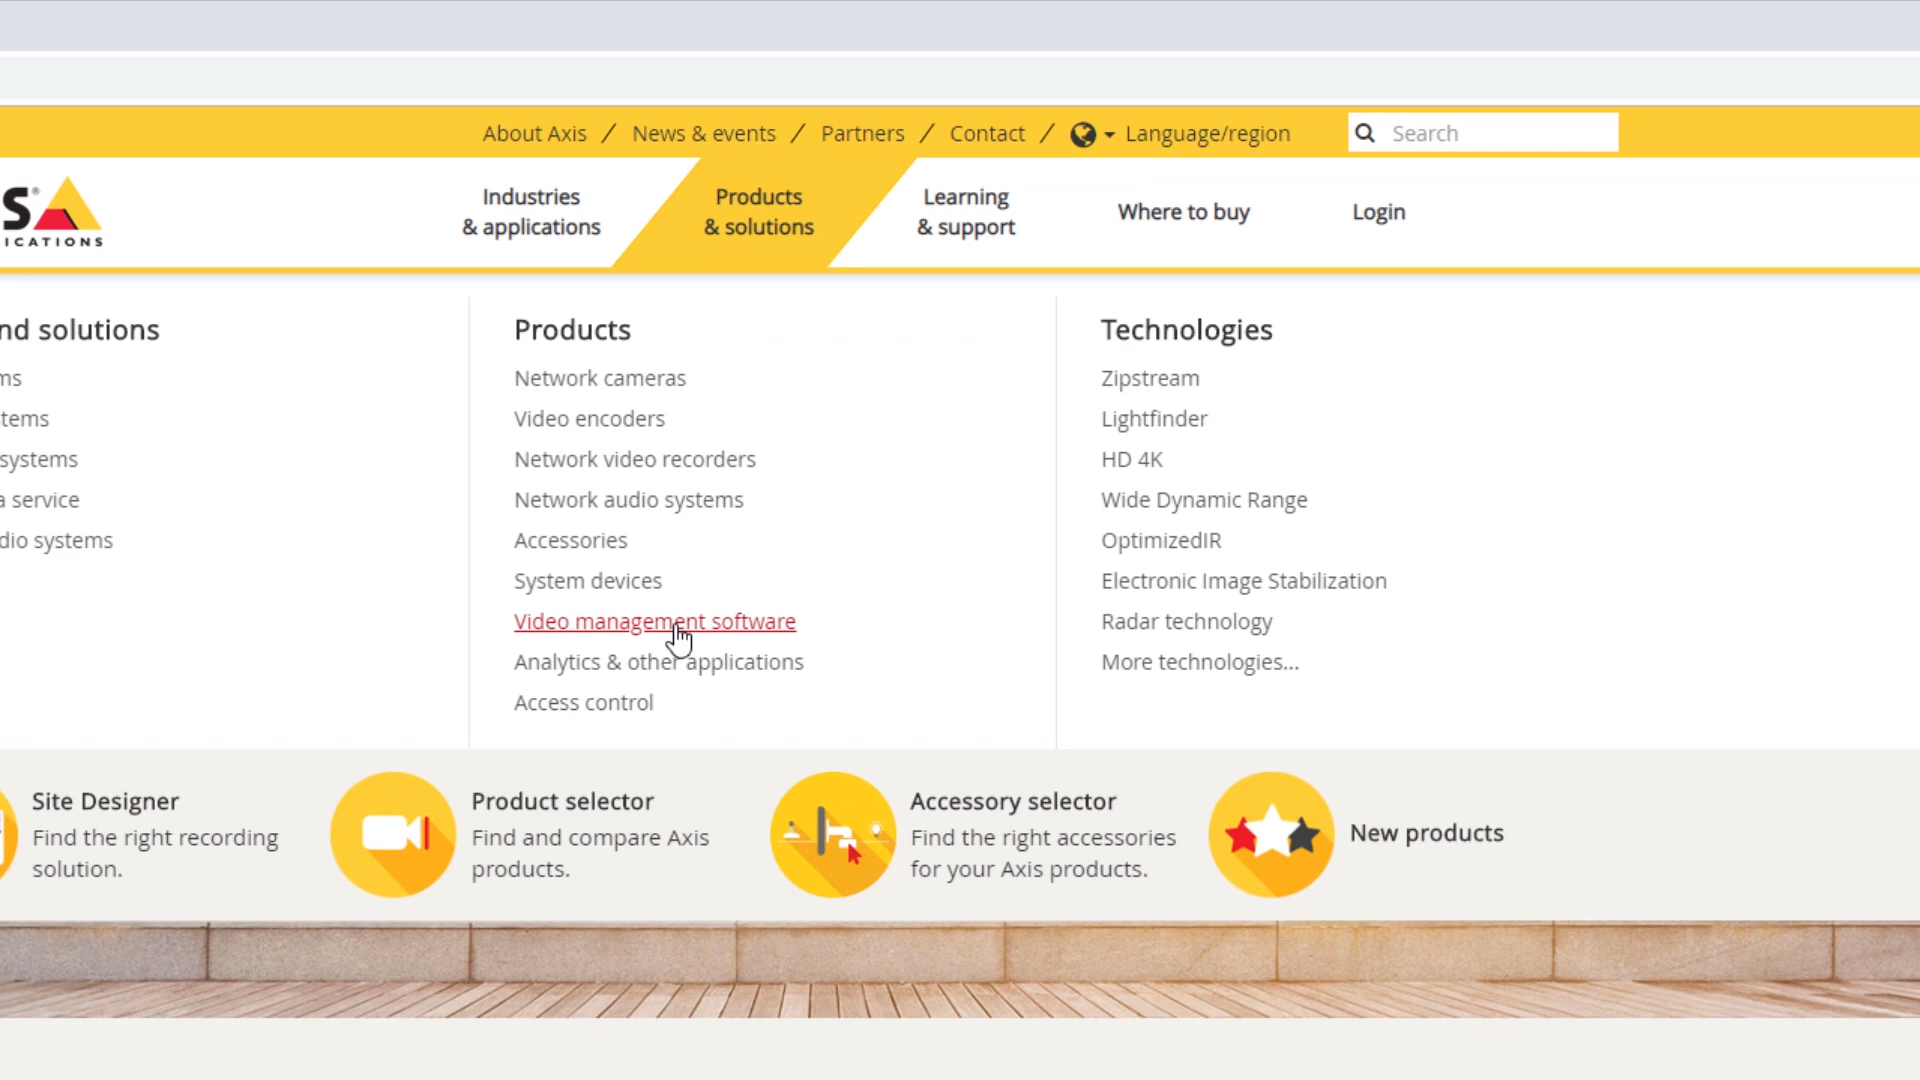 About Axis / News & events / Partners / Contact / Language/region
Search
S®
ICATIONS
Industries
& applications
Products
& solutions
Learning
& support
Where to buy
Login
nd solutions
ms
tems
systems
a service
dio systems
Products
Network cameras
Video encoders
Network video recorders
Network audio systems
Accessories
System devices
Video management software
Analytics & other applications
Access control
Technologies
Zipstream
Lightfinder
HD 4K
Wide Dynamic Range
OptimizedIR
Electronic Image Stabilization
Radar technology
More technologies...
Site Designer
Find the right recording
solution.
Product selector
Find and compare Axis
products.
Accessory selector
Find the right accessories
for your Axis products.
New products